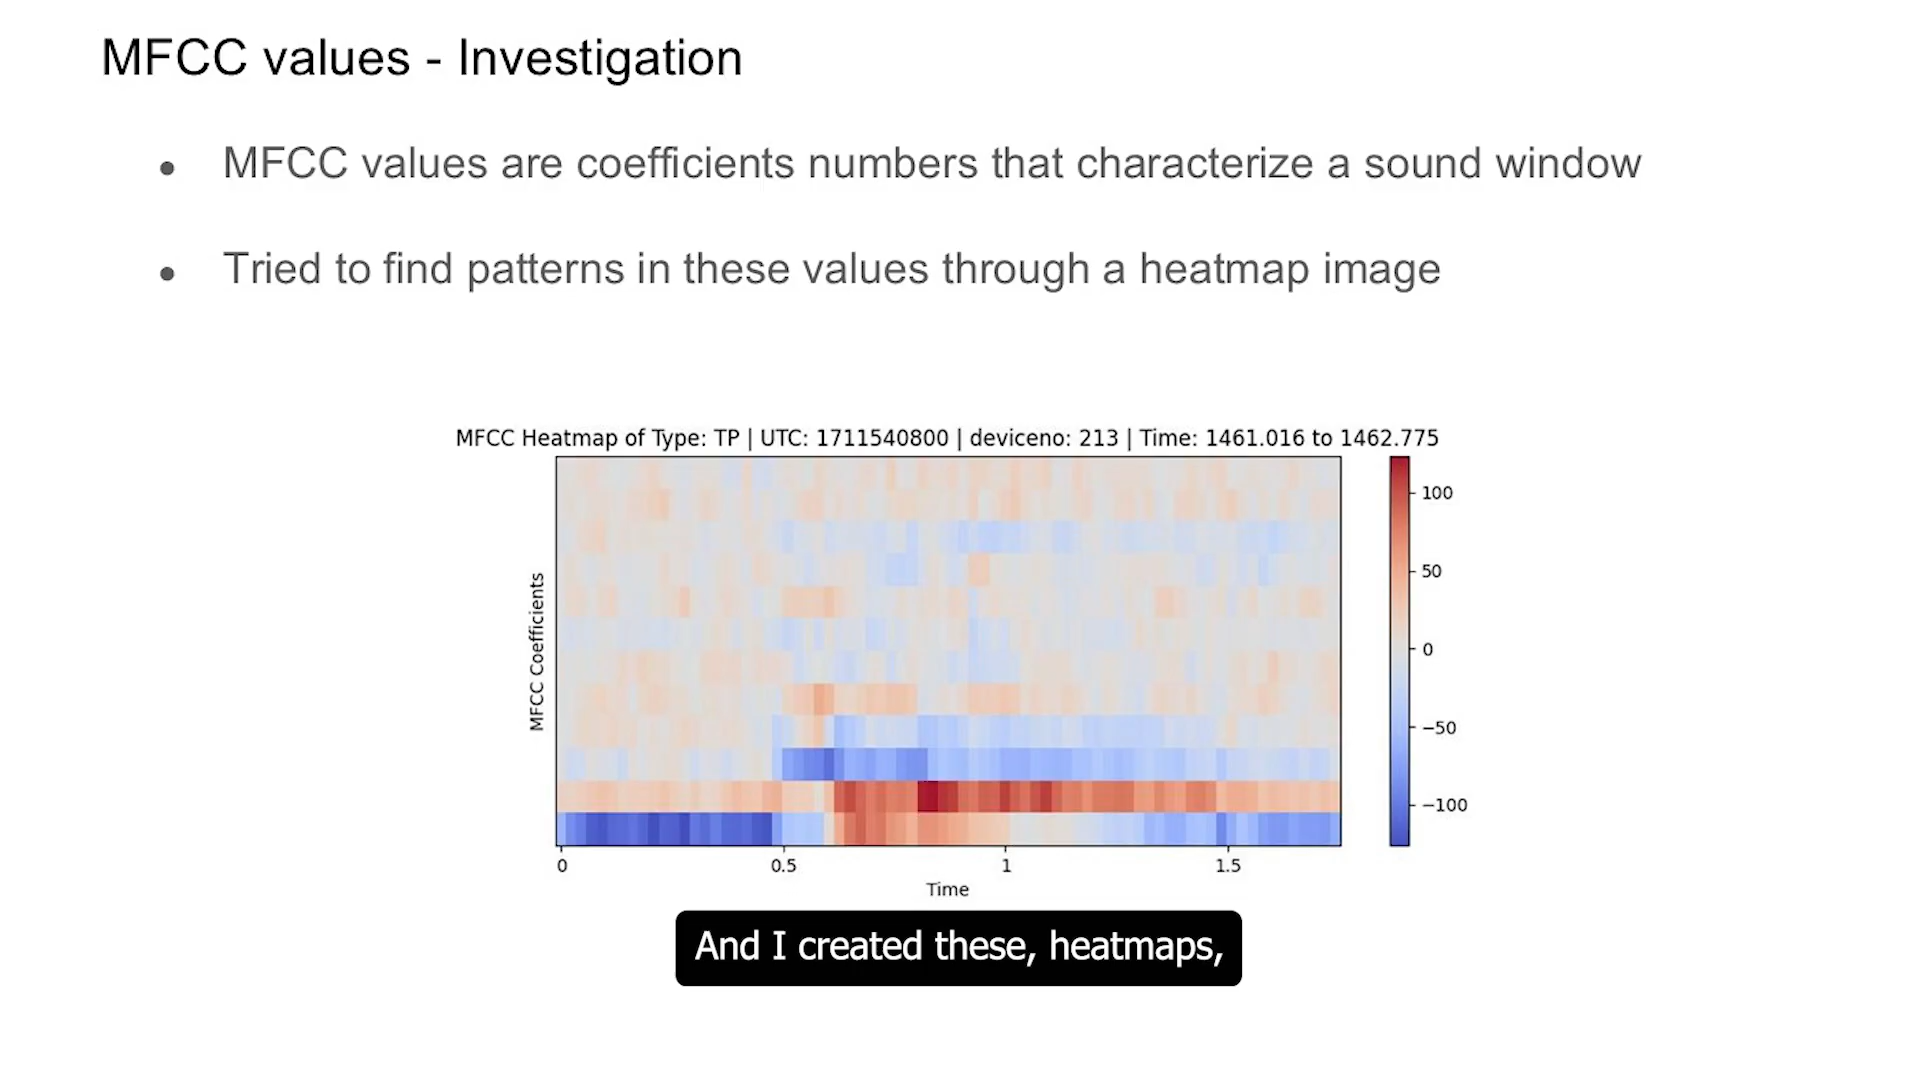 MFCC values - Investigation
● MFCC values are coefficients numbers that characterize a sound window
● Tried to find patterns in these values through a heatmap image
MFCC Heatmap of Type: TP | UTC: 1711540800 | deviceno: 213 | Time: 1461.016 to 1462.775
MFCC Coefficients
100
50
0
−50
−100
0 0.5 1 1.5
Time
And I created these, heatmaps,